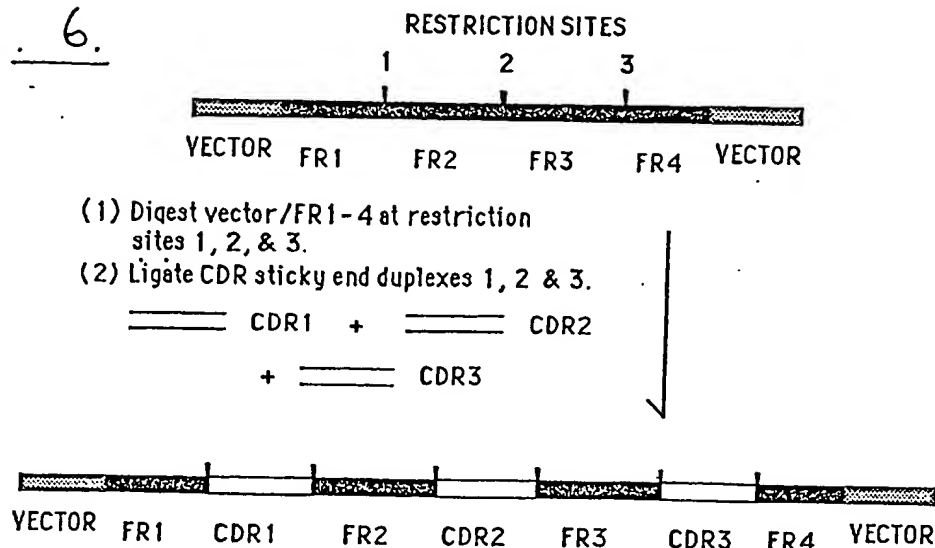 . 6.
RESTRICTION SITES
1 2 3
VECTOR FR1 FR2 FR3 FR4 VECTOR
(1) Digest vector/FR1-4 at restriction
sites 1, 2, & 3.
(2) Ligate CDR sticky end duplexes 1, 2 & 3.
CDR1 + CDR2
+ CDR3
VECTOR FR1 CDR1 FR2 CDR2 FR3 CDR3 FR4 VECTOR